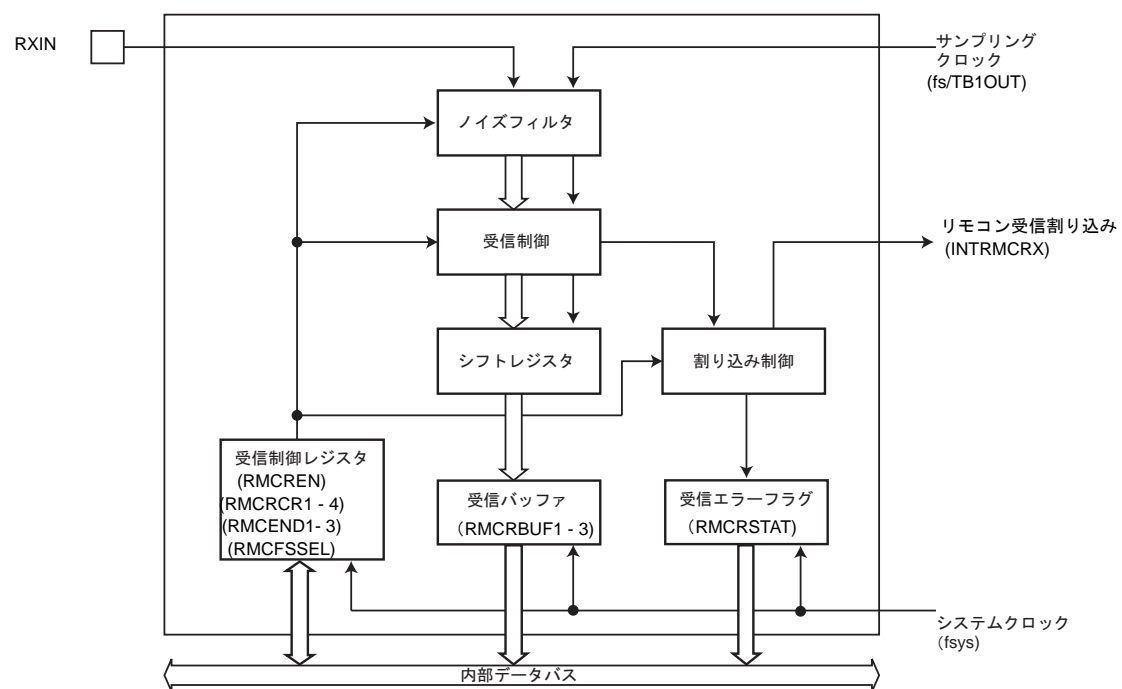 RXIN
サンプリング
クロック
(fs/TB1OUT)
ノイズフィルタ
受信制御
リモコン受信割り込み
(INTRMCRX)
シフトレジスタ
割り込み制御
受信制御レジスタ
(RMCREN)
(RMCRCR1 - 4)
(RMCEND1- 3)
(RMCFSSEL)
受信バッファ
（RMCRBUF1 - 3)
受信エラーフラグ
（RMCRSTAT)
システムクロック
（fsys)
内部データバス